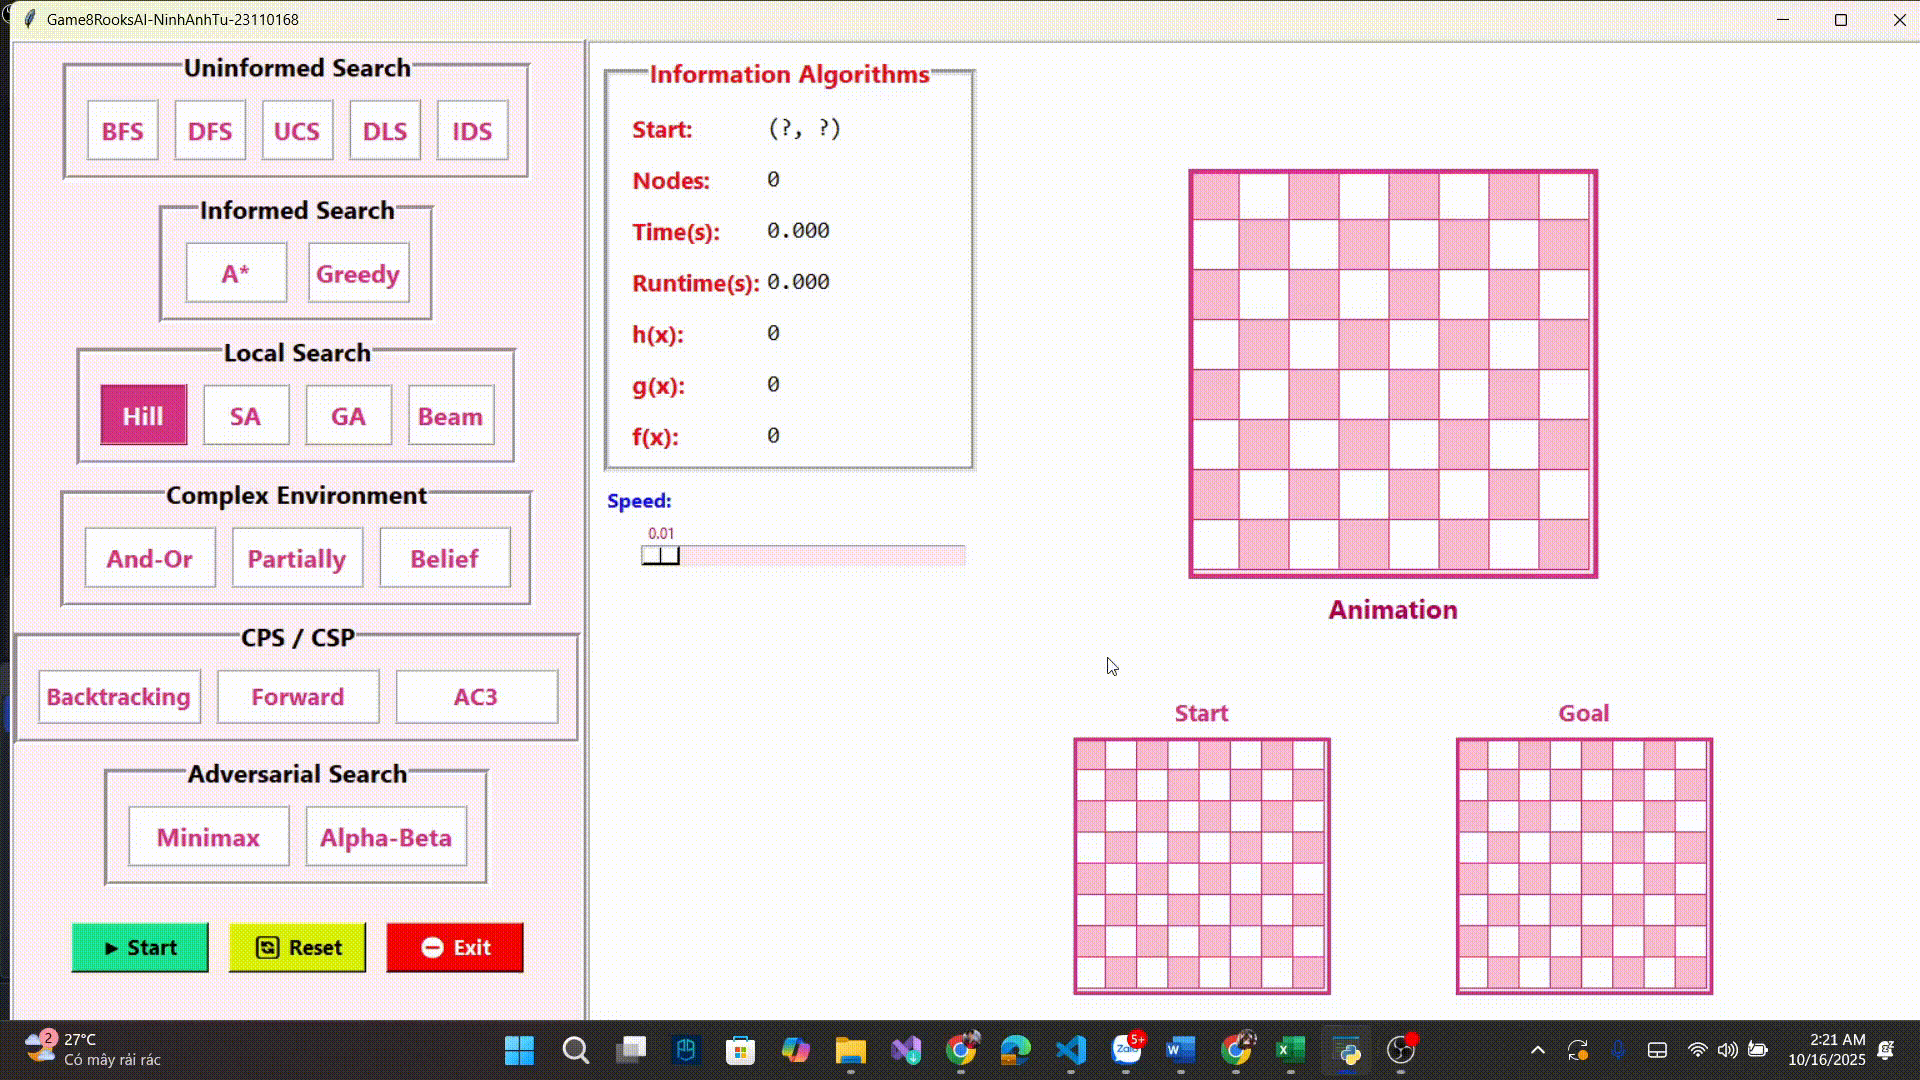 Game8RooksAI-NinhAnhTu-23110168
Uninformed Search
BFS DFS UCS DLS IDS
Informed Search
A* Greedy
Local Search
Hill SA GA Beam
Complex Environment
And-Or Partially Belief
CPS / CSP
Backtracking Forward AC3
Adversarial Search
Minimax Alpha-Beta
Start Reset Exit
Information Algorithms
Start: (?, ?)
Nodes: 0
Time(s): 0.000
Runtime(s): 0.000
h(x): 0
g(x): 0
f(x): 0
Speed:
0.01
Animation
Start Goal
2
27°C
Có mây rải rác
Zalo
5+
2:21 AM
10/16/2025